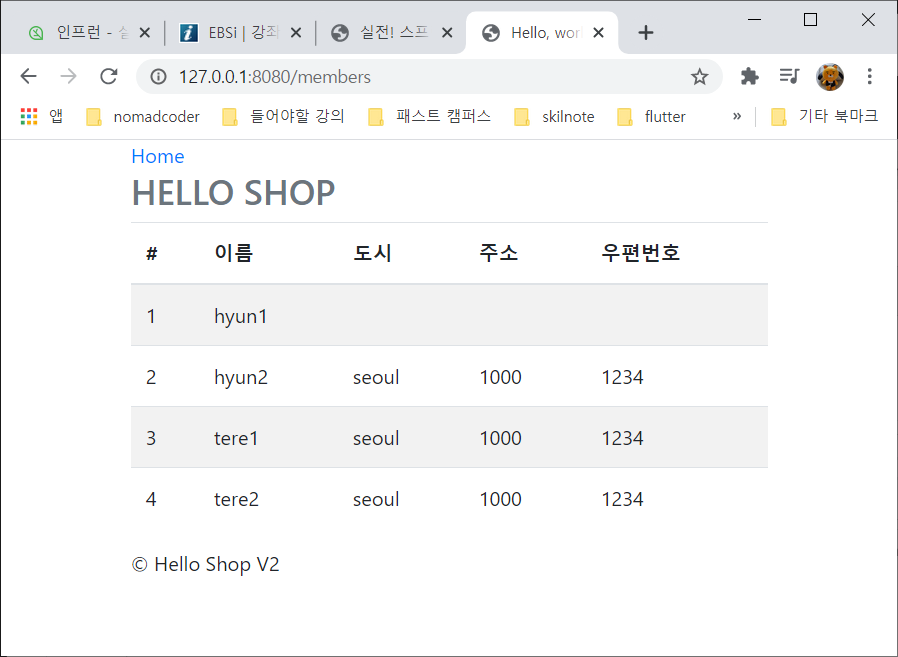 인프런 - 실
EBSi | 강좌
실전! 스프
Hello, wor
127.0.0.1:8080/members
앱 nomadcoder 들어야할 강의 패스트 캠퍼스 skilnote flutter » 기타 북마크
Home
HELLO SHOP
# 이름 도시 주소 우편번호
1 hyun1
2 hyun2 seoul 1000 1234
3 tere1 seoul 1000 1234
4 tere2 seoul 1000 1234
© Hello Shop V2